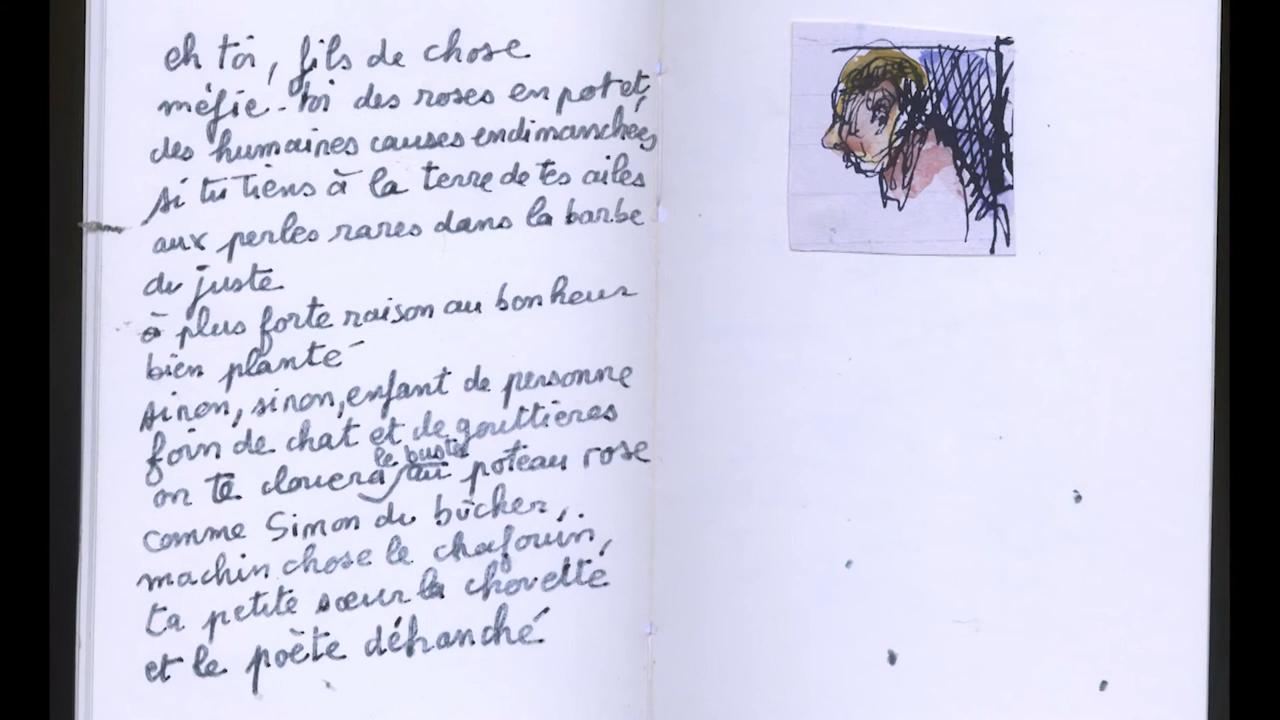 eh toi, fils de chose
méfie-toi des roses en pot et,
des humaines causes endimanchées
si tu tiens à la terre de tes ailes
aux perles rares dans la barbe
du juste
à plus forte raison au bonheur
bien planté
sinon, sinon, enfant de personne
foin de chat et de gouttières
le buste
on te clouera au poteau rose
comme Simon du bûcher,
machin chose le chafouin,
ta petite sœur la chouette
et le poète déhanché